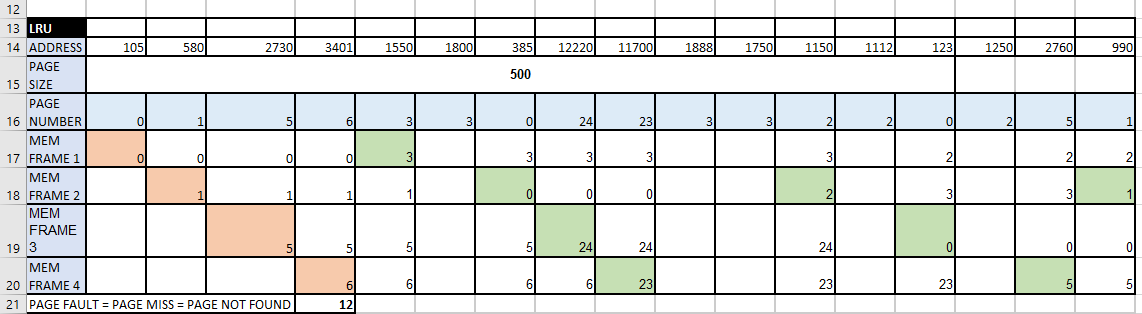 12
13 LRU
14 ADDRESS 105 580 2730 3401 1550 1800 385 12220 11700 1888 1750 1150 1112 123 1250 2760 990
PAGE
15 SIZE 500
PAGE
16 NUMBER 0 1 5 6 3 3 0 24 23 3 3 2 2 0 2 5 1
MEM
17 FRAME 1 0 0 0 0 3 3 3 3 3 2 2 2
MEM
18 FRAME 2 1 1 1 1 0 0 0 2 3 3 1
MEM
FRAME
19 3 5 5 5 5 24 24 24 0 0 0
MEM
20 FRAME 4 6 6 6 6 23 23 23 5 5
21 PAGE FAULT = PAGE MISS = PAGE NOT FOUND 12